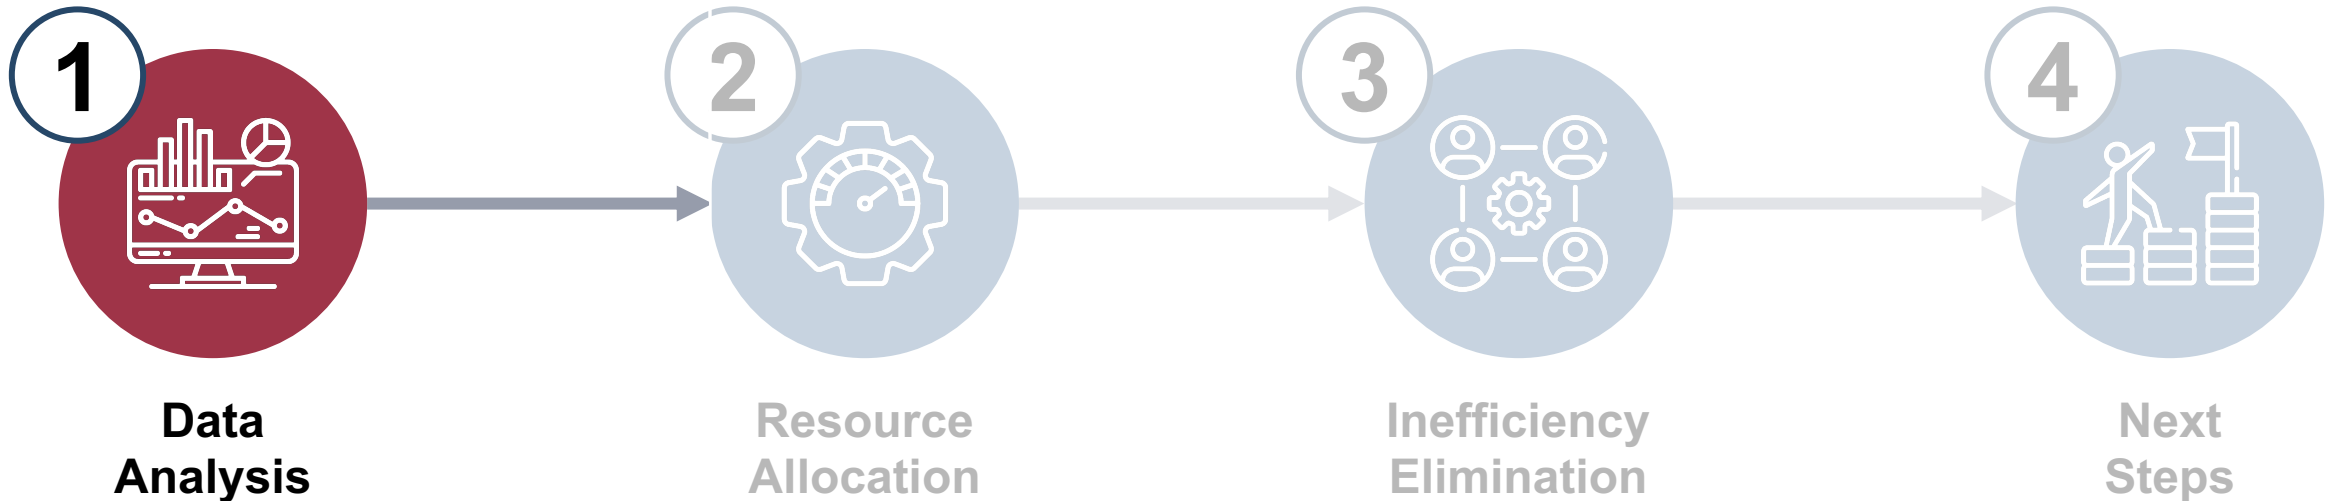 1
2
3
4
Data
Analysis
Resource
Allocation
Inefficiency
Elimination
Next
Steps